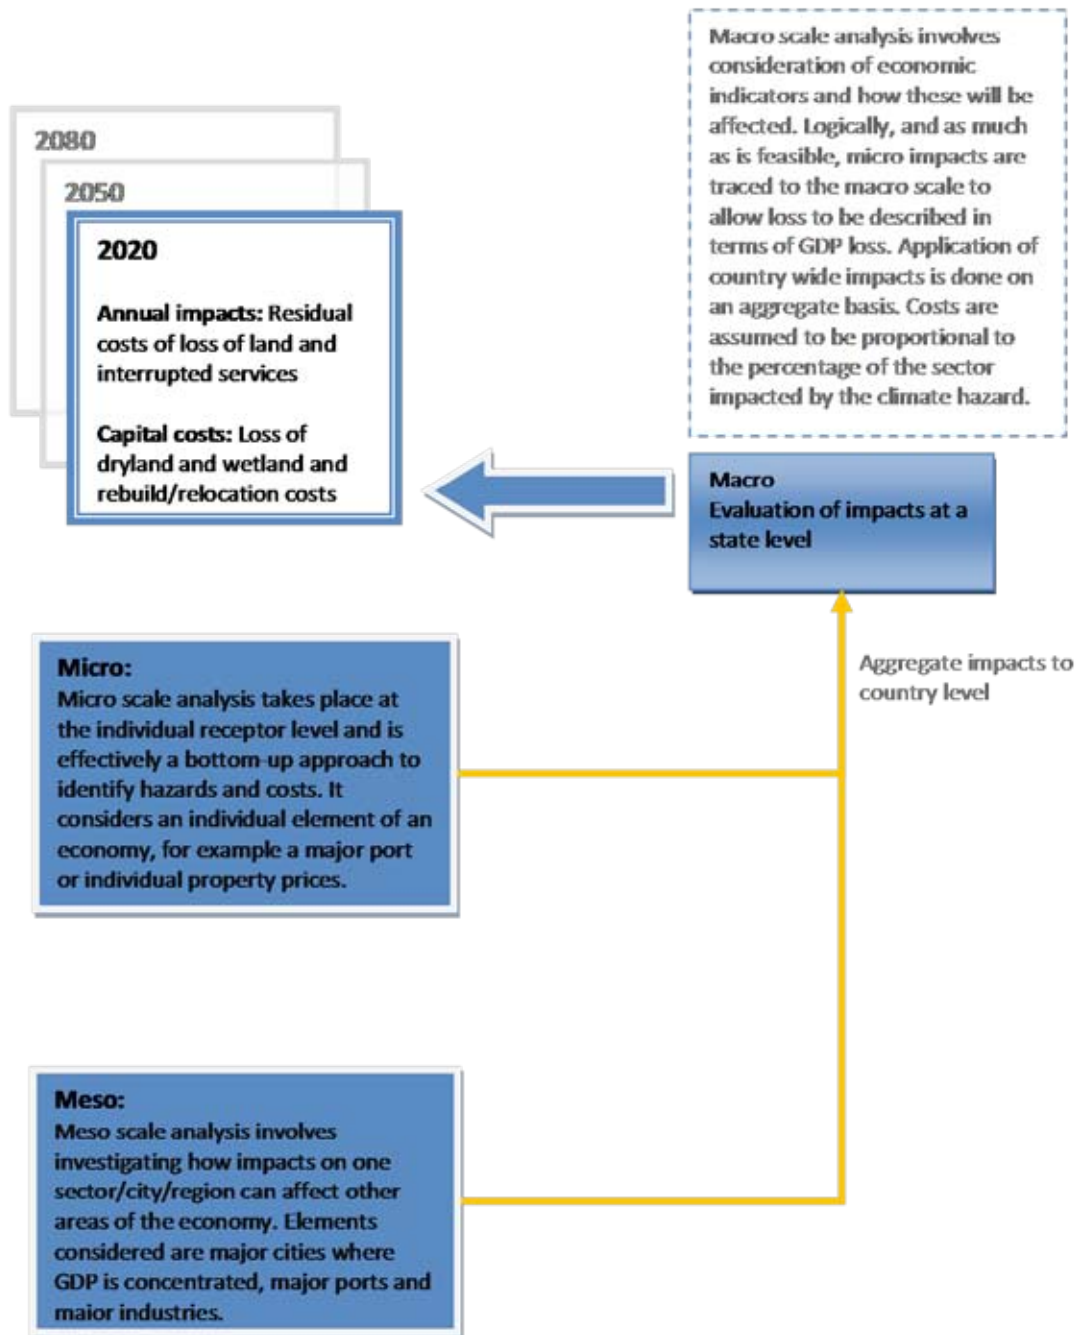 Macro scale analysis involves
consideration of economic
indicators and how these will be
affected. Logically, and as much
as is feasible, micro impacts are
traced to the macro scale to
allow loss to be described in
terms of GDP loss. Application of
country wide impacts is done on
an aggregate basis. Costs are
assumed to be proportional to
the percentage of the sector
impacted by the climate hazard.
2080
2050
2020
Annual impacts: Residual
costs of loss of land and
interrupted services
Capital costs: Loss of
dryland and wetland and
rebuild/relocation costs
Macro
Evaluation of impacts at a
state level
Aggregate impacts to
country level
Micro:
Micro scale analysis takes place at
the individual receptor level and is
effectively a bottom-up approach to
identify hazards and costs. It
considers an individual element of an
economy, for example a major port
or individual property prices.
Meso:
Meso scale analysis involves
investigating how impacts on one
sector/city/region can affect other
areas of the economy. Elements
considered are major cities where
GDP is concentrated, major ports and
major industries.